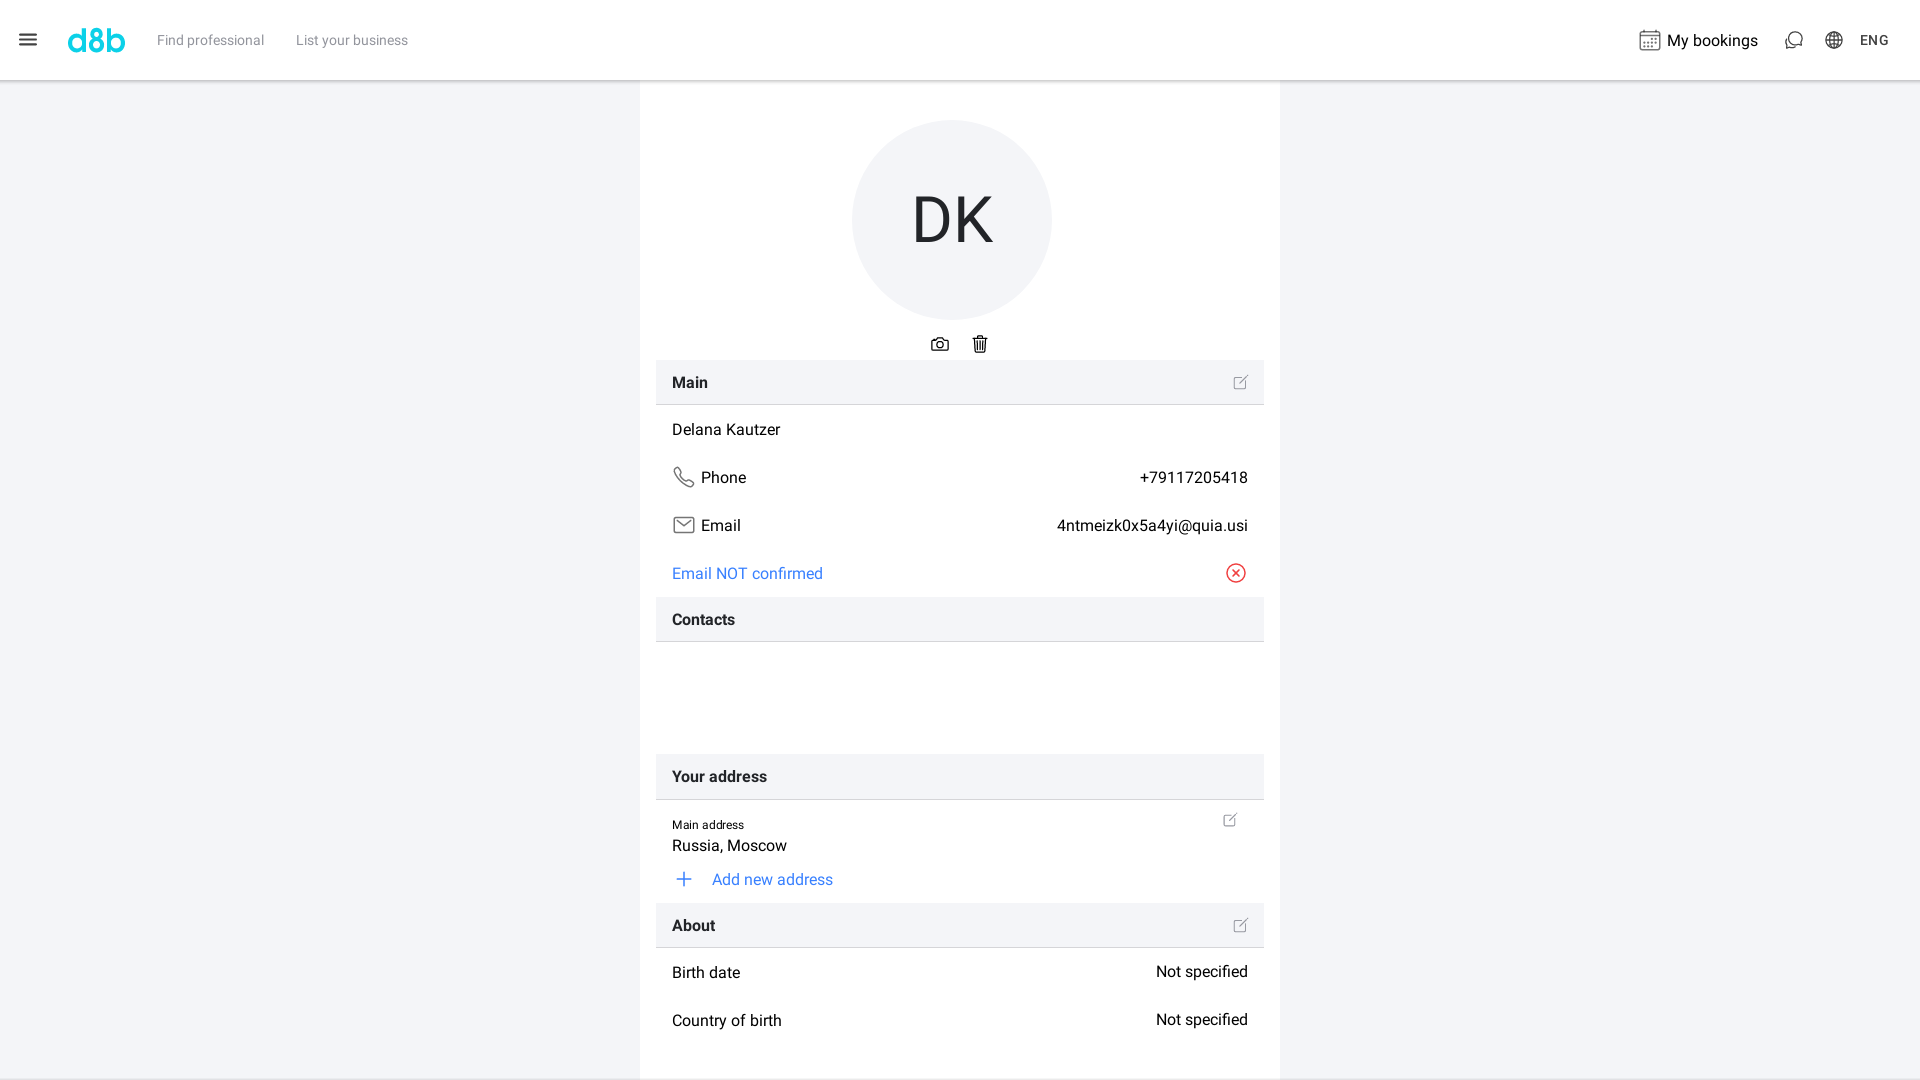 d8b
Find professional
List your business
My bookings
ENG
DK
Main
Delana Kautzer
Phone
+79117205418
Email
4ntmeizk0x5a4yi@quia.usi
Email NOT confirmed
Contacts
Your address
Main address
Russia, Moscow
Add new address
About
Birth date
Not specified
Country of birth
Not specified